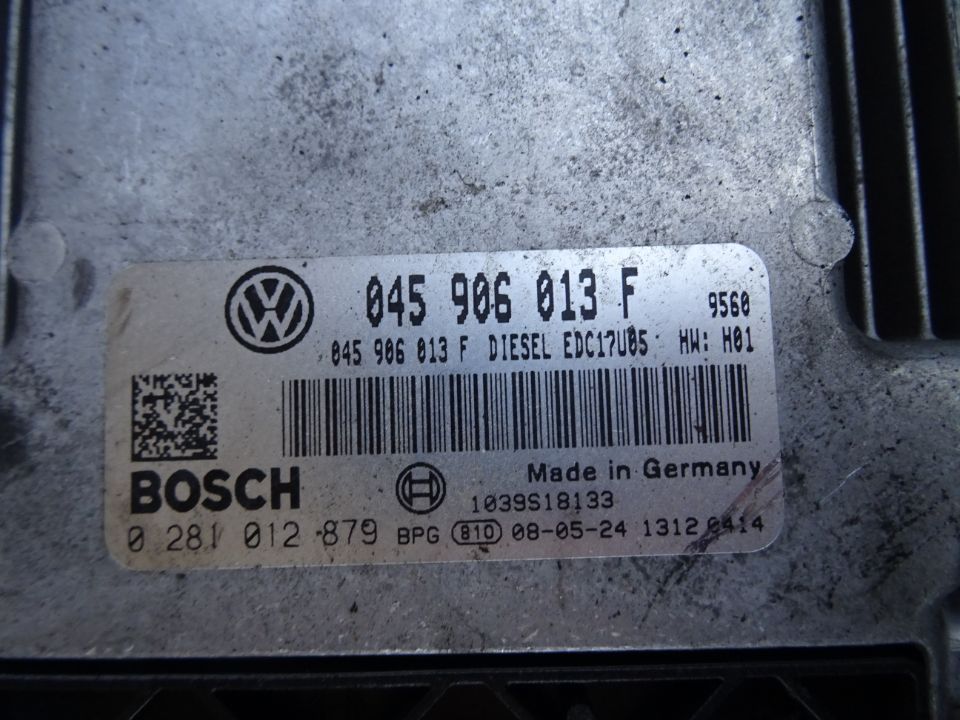 045 906 013 F 9560
045 906 013 F DIESEL EDC17U05 HW: H01
Made in Germany
BOSCH 1039S18133
0 281 012 879 BPG 810 08-05-24 1312 0414